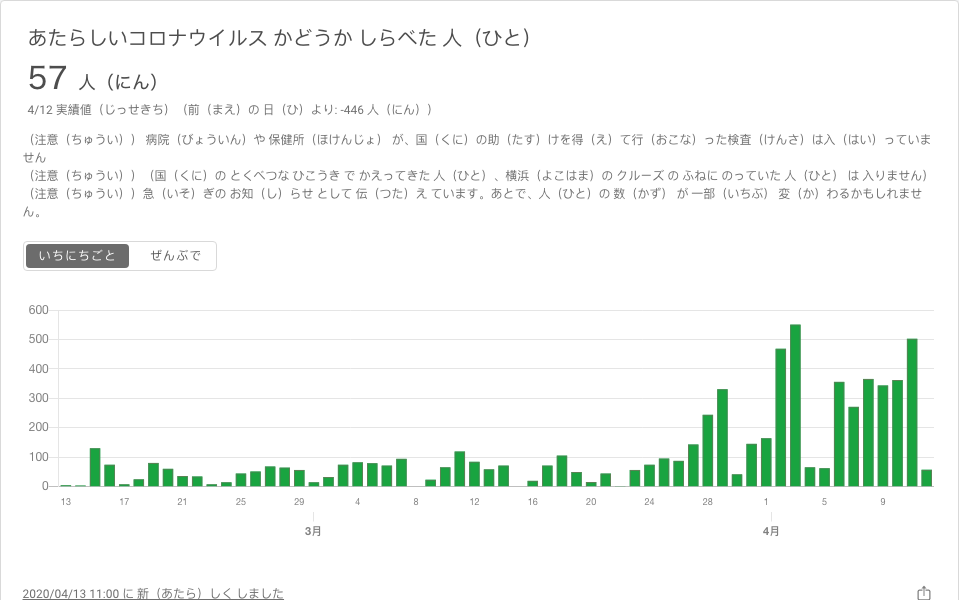 あたらしいコロナウイルス かどうか しらべた 人（ひと）
57 人（にん）
4/12 実績値（じっせきち）（前（まえ）の 日（ひ）より: -446 人（にん））
（注意（ちゅうい）） 病院（びょういん）や 保健所（ほけんじょ） が、国（くに）の助（たす）けを得（え）て行（おこな）った検査（けんさ）は入（はい）っていま
せん
（注意（ちゅうい））（国（くに）の とくべつな ひこうき で かえってきた 人（ひと）、横浜（よこはま）の クルーズ の ふねに のっていた 人（ひと） は 入りません）
（注意（ちゅうい））急（いそ）ぎの お知（し）らせ として 伝（つた）え ています。あとで、人（ひと）の 数（かず） が 一部（いちぶ） 変（か）わるかもしれませ
ん。
いちにちごと ぜんぶで
600
500
400
300
200
100
0
13 17 21 25 29 4 8 12 16 20 24 28 1 5 9
3月 4月
2020/04/13 11:00 に 新（あたら）しく しました